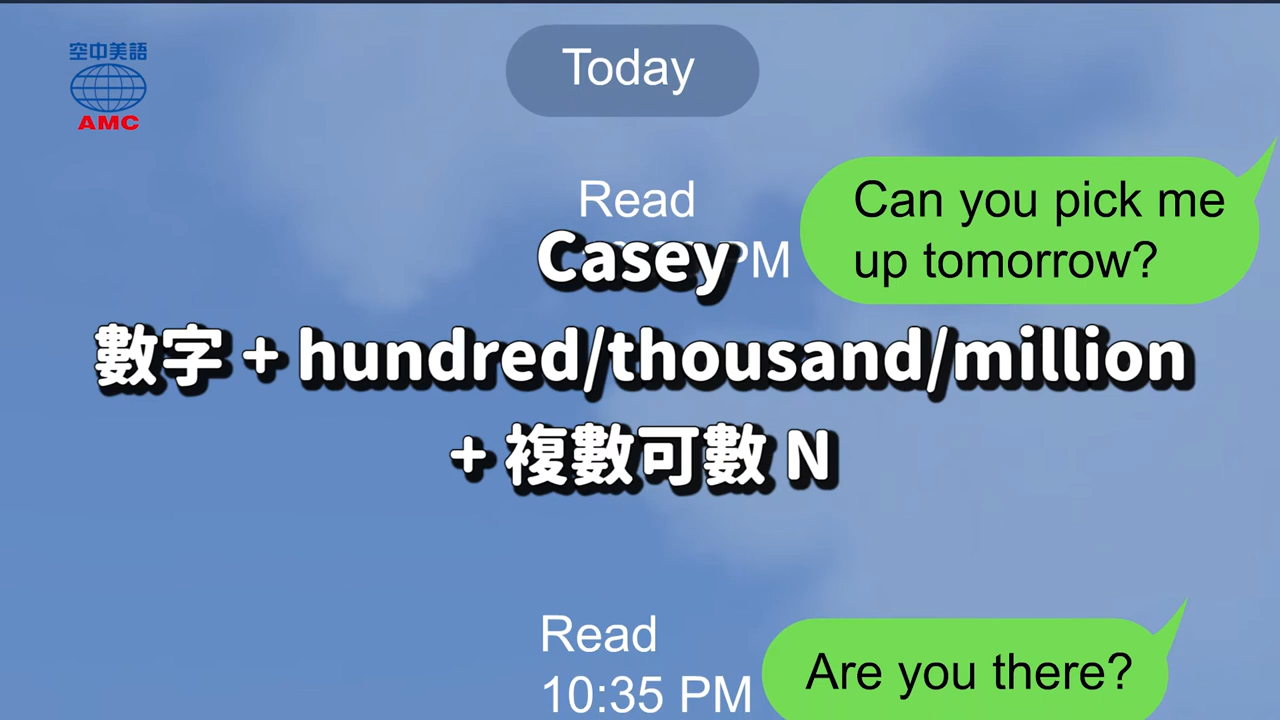 空中美語
AMC
Today
Read
PM
Can you pick me
up tomorrow?
Casey
數字 + hundred/thousand/million
+ 複數可數 N
Read
10:35 PM
Are you there?